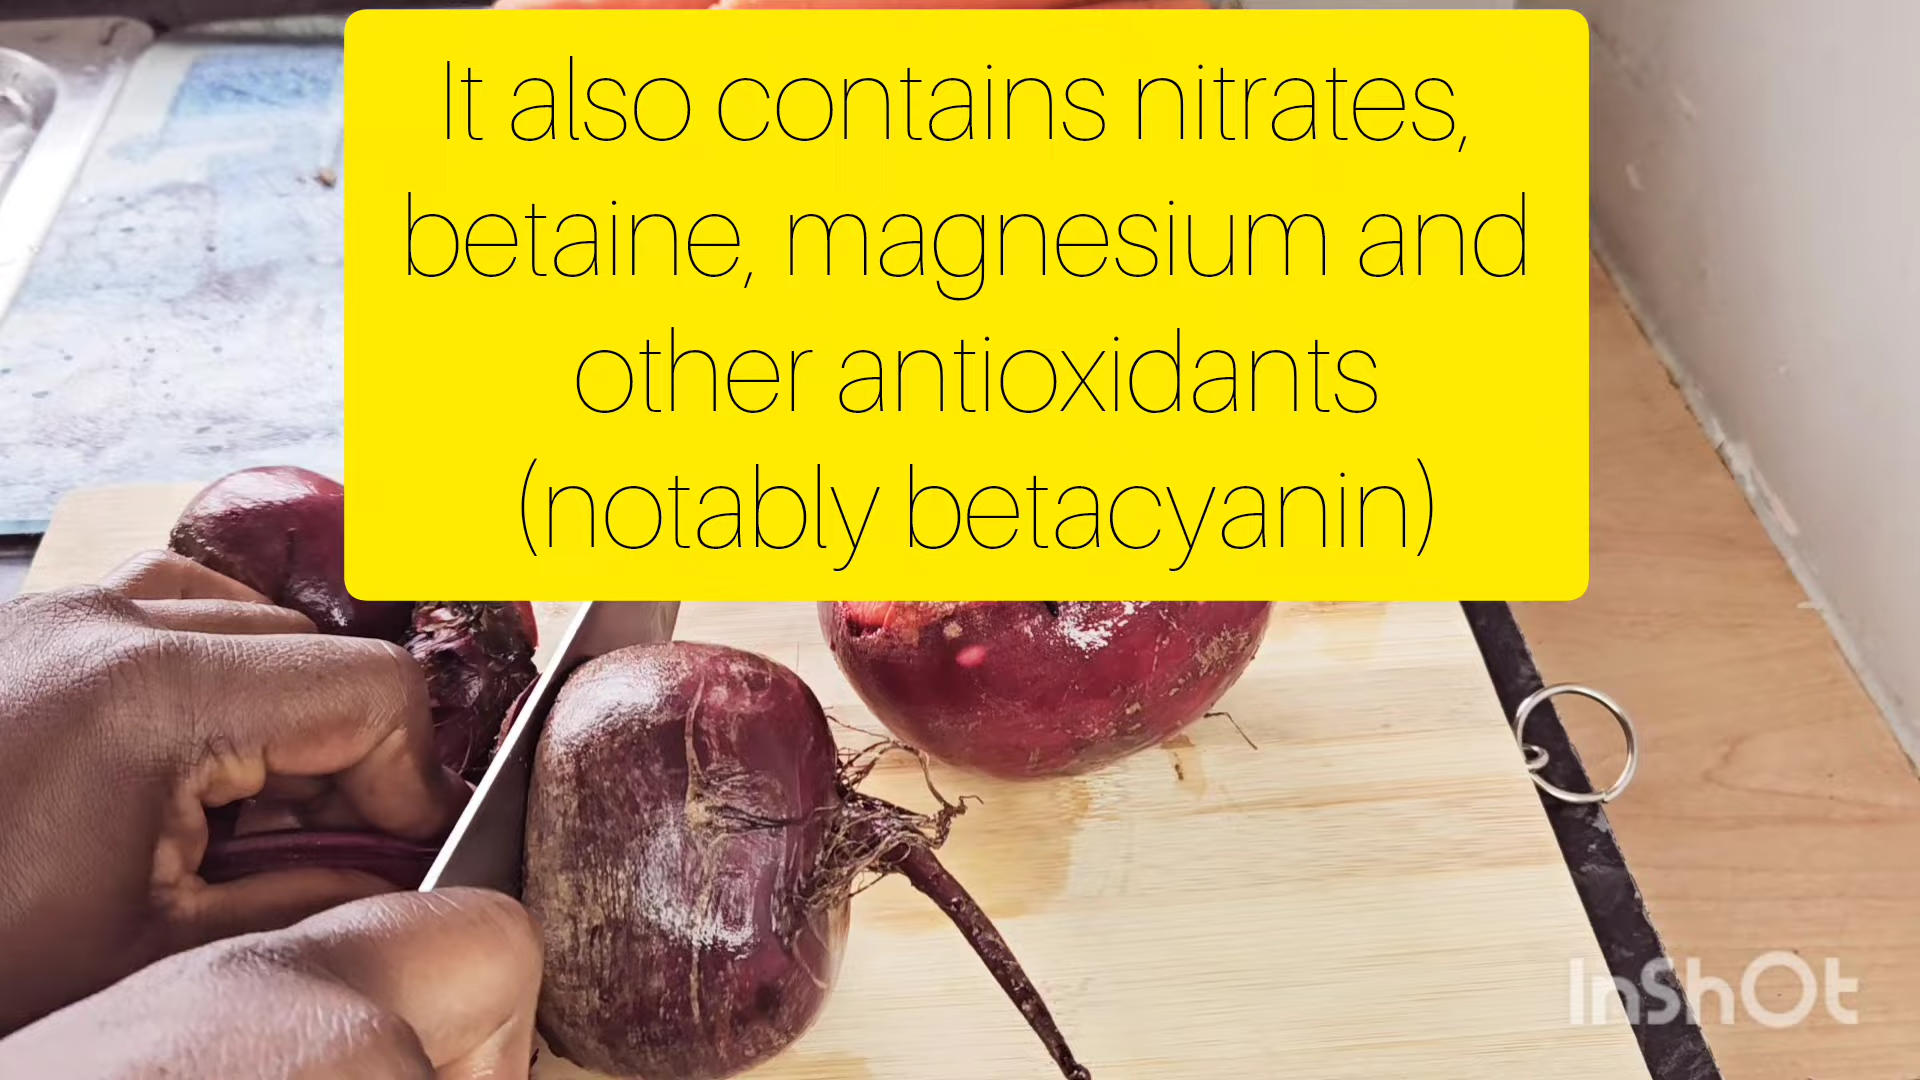 It also contains nitrates,
betaine, magnesium and
other antioxidants
(notably betacyanin)
InShOt